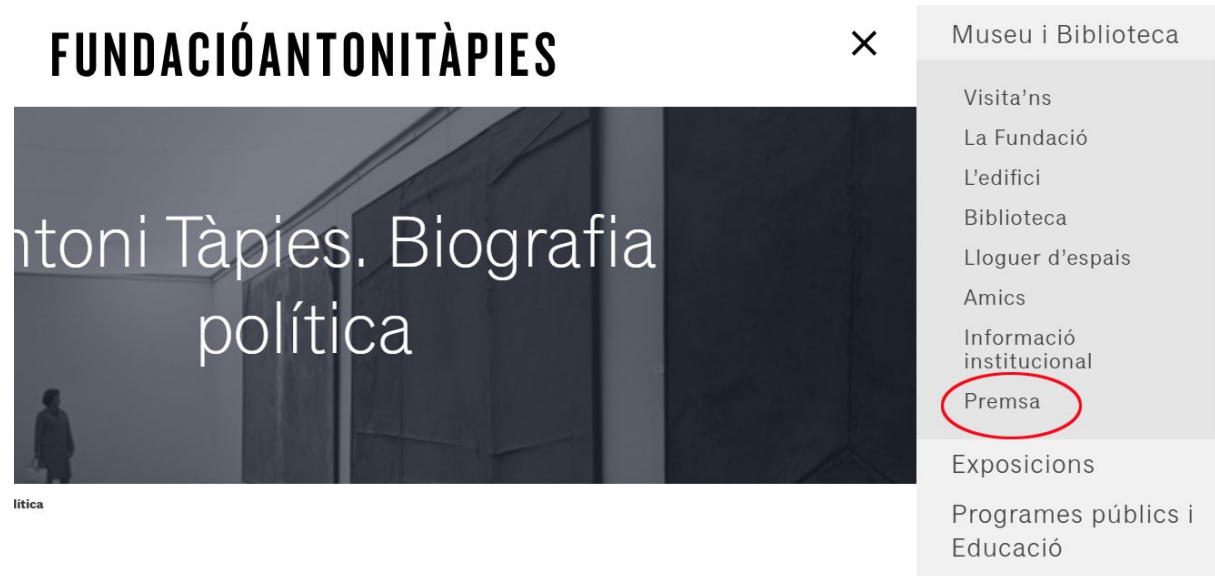 FUNDACIÓANTONITÀPIES
ntoni Tàpies. Biografia
política
lítica
Museu i Biblioteca
Visita’ns
La Fundació
L’edifici
Biblioteca
Lloguer d’espais
Amics
Informació
institucional
Premsa
Exposicions
Programes públics i
Educació